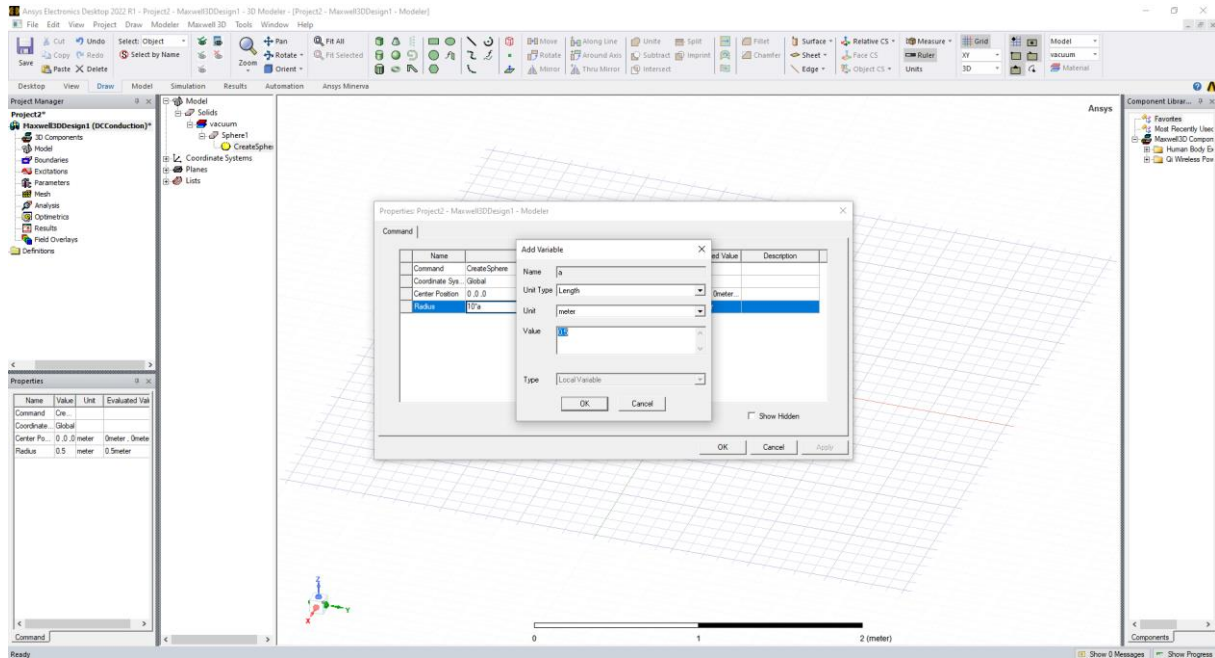 Ansys Electronics Desktop 2022 R1 - Project2 - Maxwell3DDesign1 - 3D Modeler - [Project2 - Maxwell3DDesign1 - Modeler]
File Edit View Project Draw Modeler Maxwell 3D Tools Window Help
Save
Cut Undo Select: Object
Copy Redo Select by Name
Paste Delete
Zoom
Pan
Rotate
Orient
Fit All
Fit Selected
Move Along Line Unite Split Fillet
Rotate Around Axis Subtract Imprint Chamfer
Mirror Thru Mirror Intersect
Surface Relative CS Measure Grid Model
Sheet Face CS Ruler XY vacuum
Edge Object CS Units 3D Material
Desktop View Draw Model Simulation Results Automation Ansys Minerva
Project Manager
Project2*
Maxwell3DDesign1 (DCConduction)*
3D Components
Model
Boundaries
Excitations
Parameters
Mesh
Analysis
Optimetrics
Results
Field Overlays
Definitions
Model
Solids
vacuum
Sphere1
CreateSphe
Coordinate Systems
Planes
Lists
Ansys
Component Librar...
Favorites
Most Recently Usec
Maxwell3D Compon
Human Body Ex
Qi Wireless Pow
Properties: Project2 - Maxwell3DDesign1 - Modeler
Command
Name ed Value Description
Command CreateSphere
Coordinate Sys... Global
Center Position 0 ,0 ,0 0meter...
Radius 10*a
Show Hidden
OK Cancel Apply
Add Variable
Name a
Unit Type Length
Unit meter
Value 0.5
Type Local Variable
OK Cancel
Properties
Name Value Unit Evaluated Val
Command Cre...
Coordinate... Global
Center Po... 0 ,0 ,0 meter 0meter , 0mete
Radius 0.5 meter 0.5meter
Command
Z
Y
X
0 1 2 (meter)
Components
Ready
Show 0 Messages Show Progress